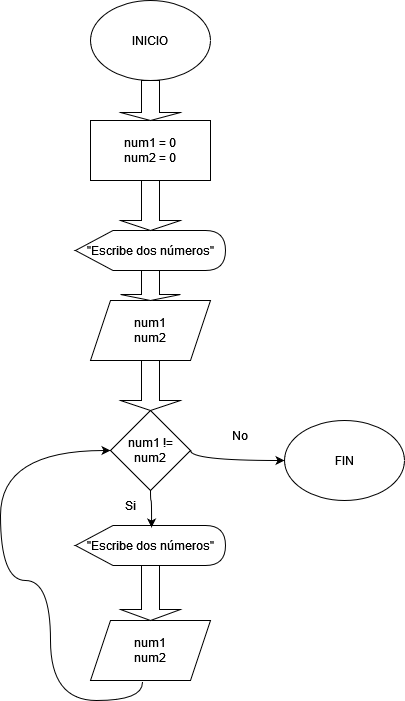 INICIO
num1 = 0
num2 = 0
"Escribe dos números"
num1
num2
num1 !=
num2
No
FIN
Si
"Escribe dos números"
num1
num2